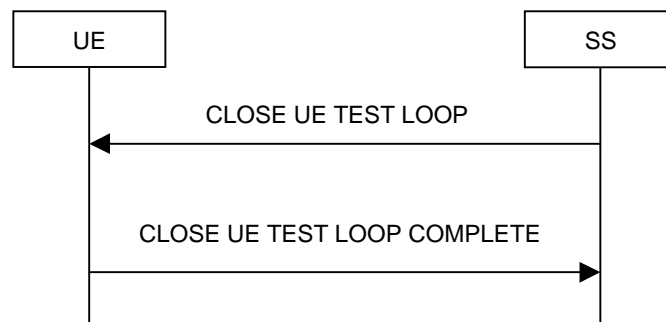 UE
SS
CLOSE UE TEST LOOP
CLOSE UE TEST LOOP COMPLETE